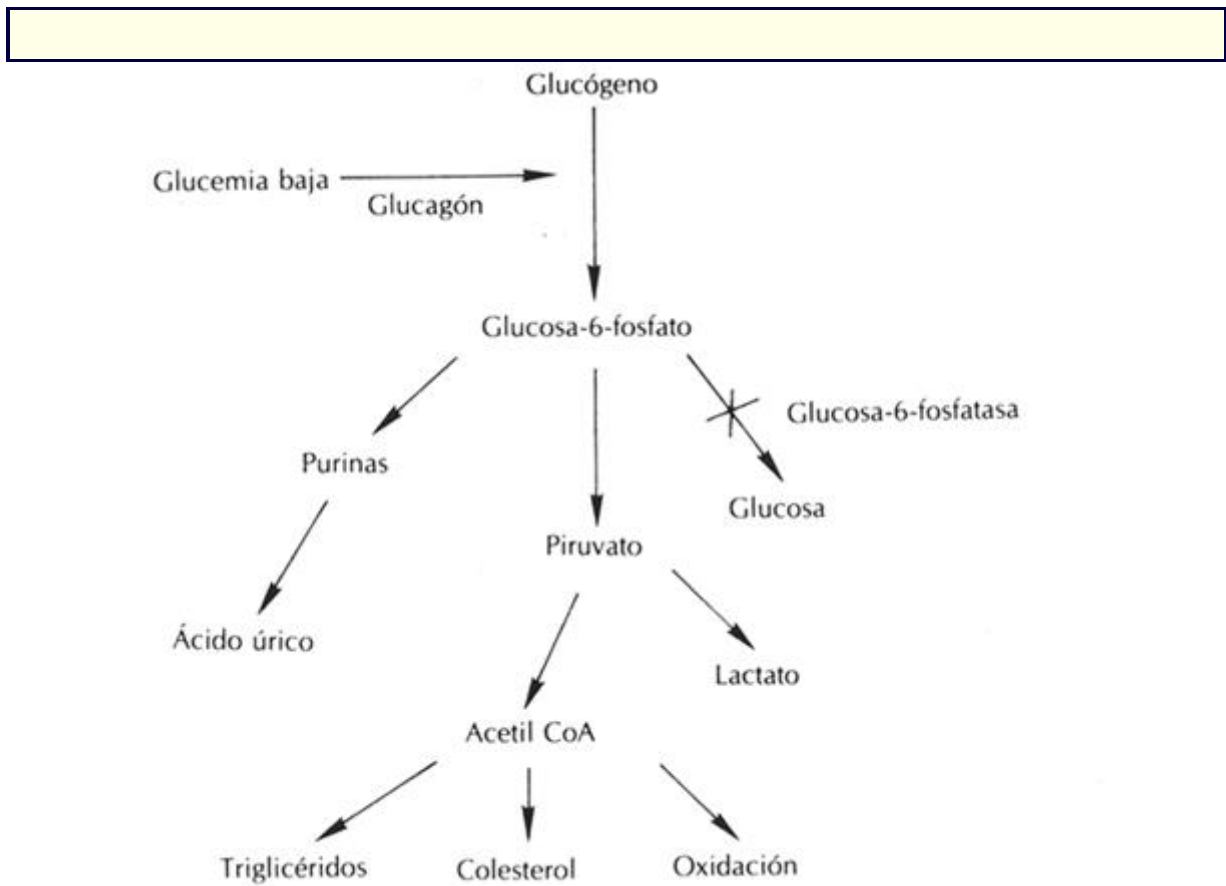 Glucógeno
Glucemia baja
Glucagón
Glucosa-6-fosfato
Glucosa-6-fosfatasa
Purinas
Glucosa
Piruvato
Ácido úrico
Lactato
Acetil CoA
Triglicéridos
Colesterol
Oxidación